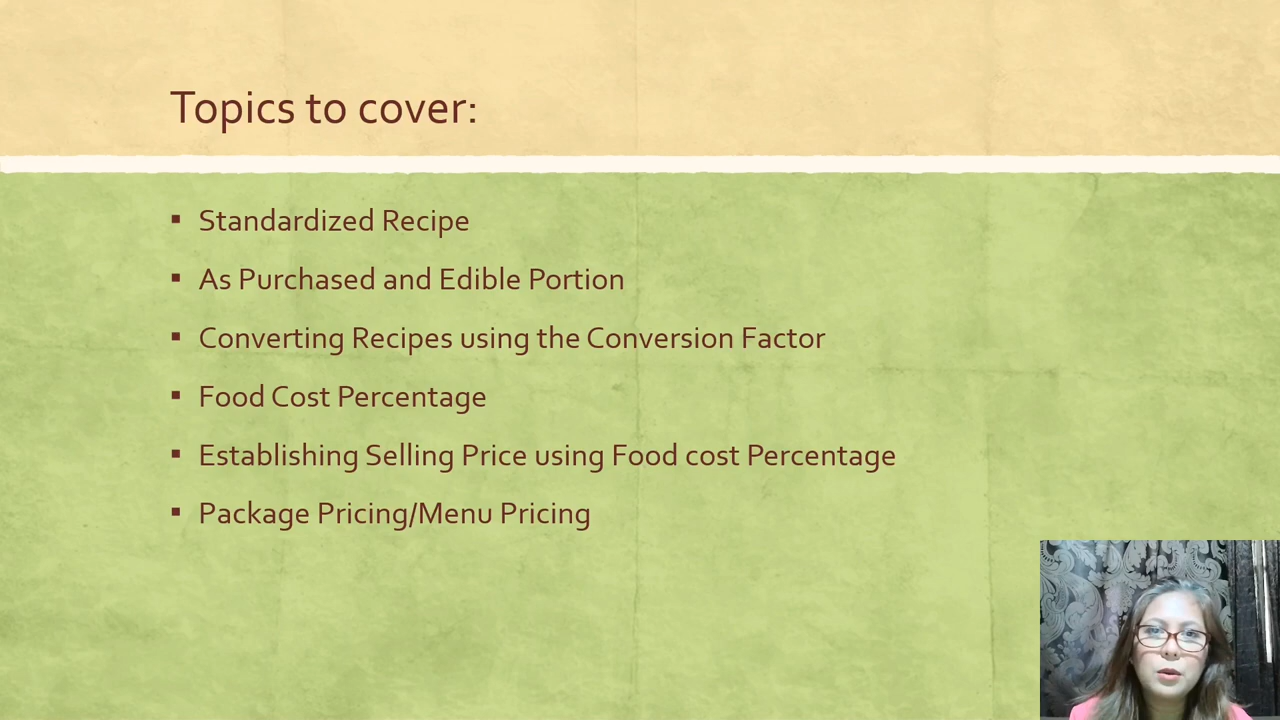 Topics to cover:
▪ Standardized Recipe
▪ As Purchased and Edible Portion
▪ Converting Recipes using the Conversion Factor
▪ Food Cost Percentage
▪ Establishing Selling Price using Food cost Percentage
▪ Package Pricing/Menu Pricing